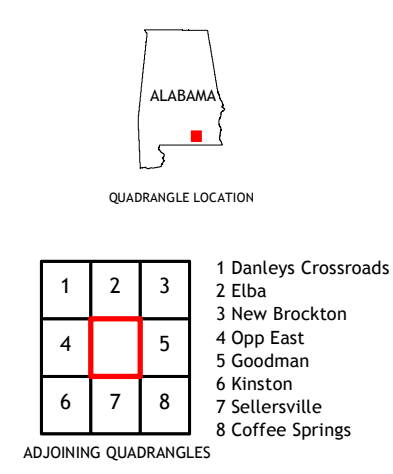 ALABAMA
QUADRANGLE LOCATION
1 2 3
4 5
6 7 8
ADJOINING QUADRANGLES
1 Danleys Crossroads
2 Elba
3 New Brockton
4 Opp East
5 Goodman
6 Kinston
7 Sellersville
8 Coffee Springs